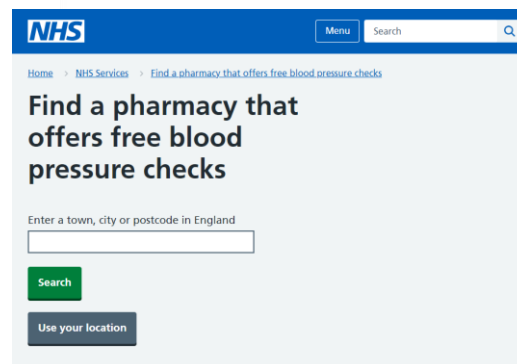 NHS
Menu
Search
Home > NHS Services > Find a pharmacy that offers free blood pressure checks
Find a pharmacy that
offers free blood
pressure checks
Enter a town, city or postcode in England
Search
Use your location